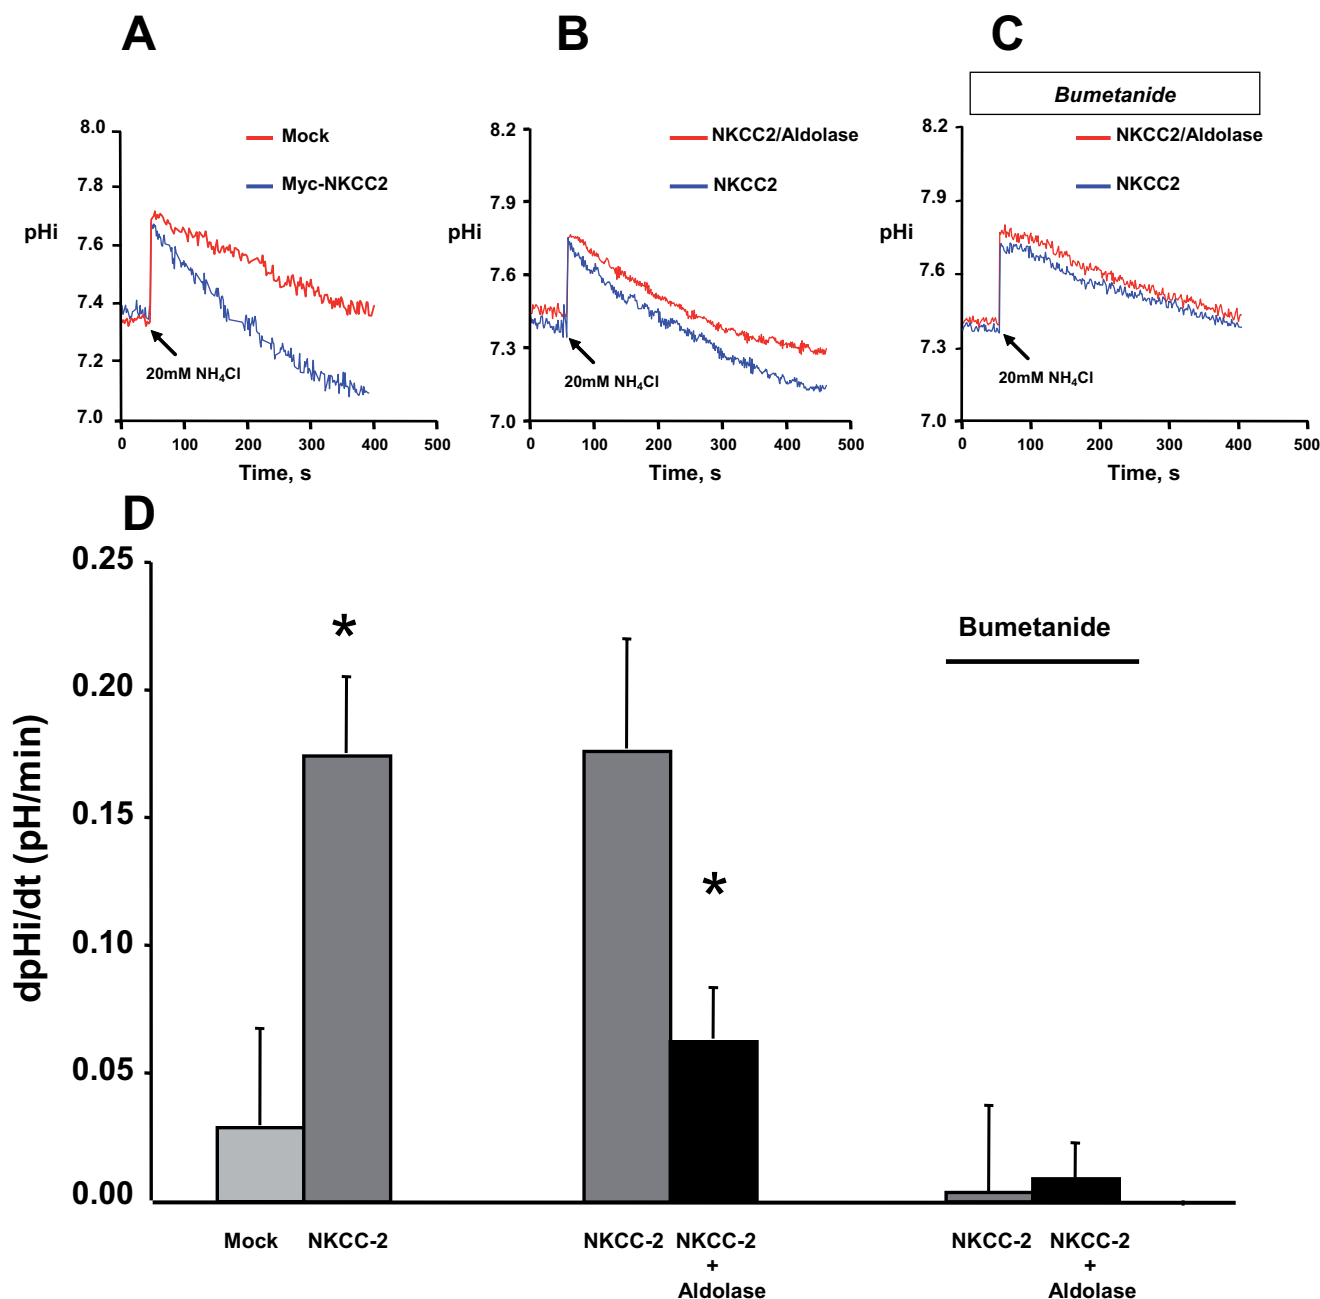 A
B
C
Bumetanide
8.0
7.8
7.6
7.4
7.2
7.0
pHi
Mock
Myc-NKCC2
20mM NH₄Cl
0 100 200 300 400 500
Time, s
8.2
7.9
7.6
7.3
7.0
pHi
NKCC2/Aldolase
NKCC2
20mM NH₄Cl
0 100 200 300 400 500
Time, s
8.2
7.9
7.6
7.3
7.0
pHi
NKCC2/Aldolase
NKCC2
20mM NH₄Cl
0 100 200 300 400 500
Time, s
D
0.25
0.20
0.15
0.10
0.05
0.00
dpHi/dt (pH/min)
*
*
Bumetanide
Mock NKCC-2
NKCC-2 NKCC-2
+
Aldolase
NKCC-2 NKCC-2
+
Aldolase